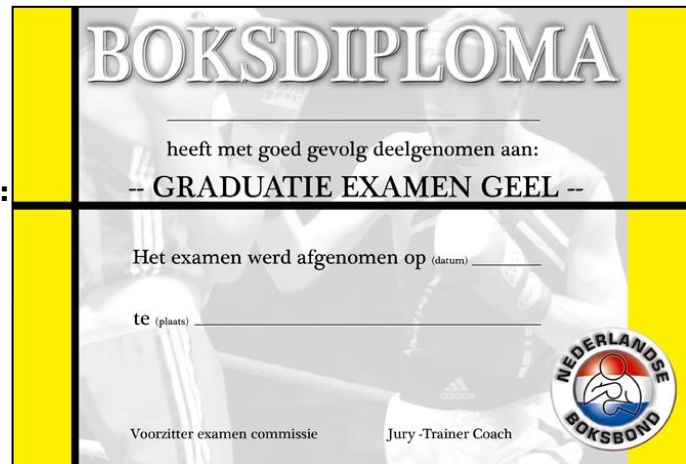 BOKSDIPLOMA
heeft met goed gevolg deelgenomen aan:
:
-- GRADUATIE EXAMEN GEEL --
Het examen werd afgenomen op (datum)
te (plaats)
NEDERLANDSE
BOKSBOND
adidas
Voorzitter examen commissie Jury -Trainer Coach